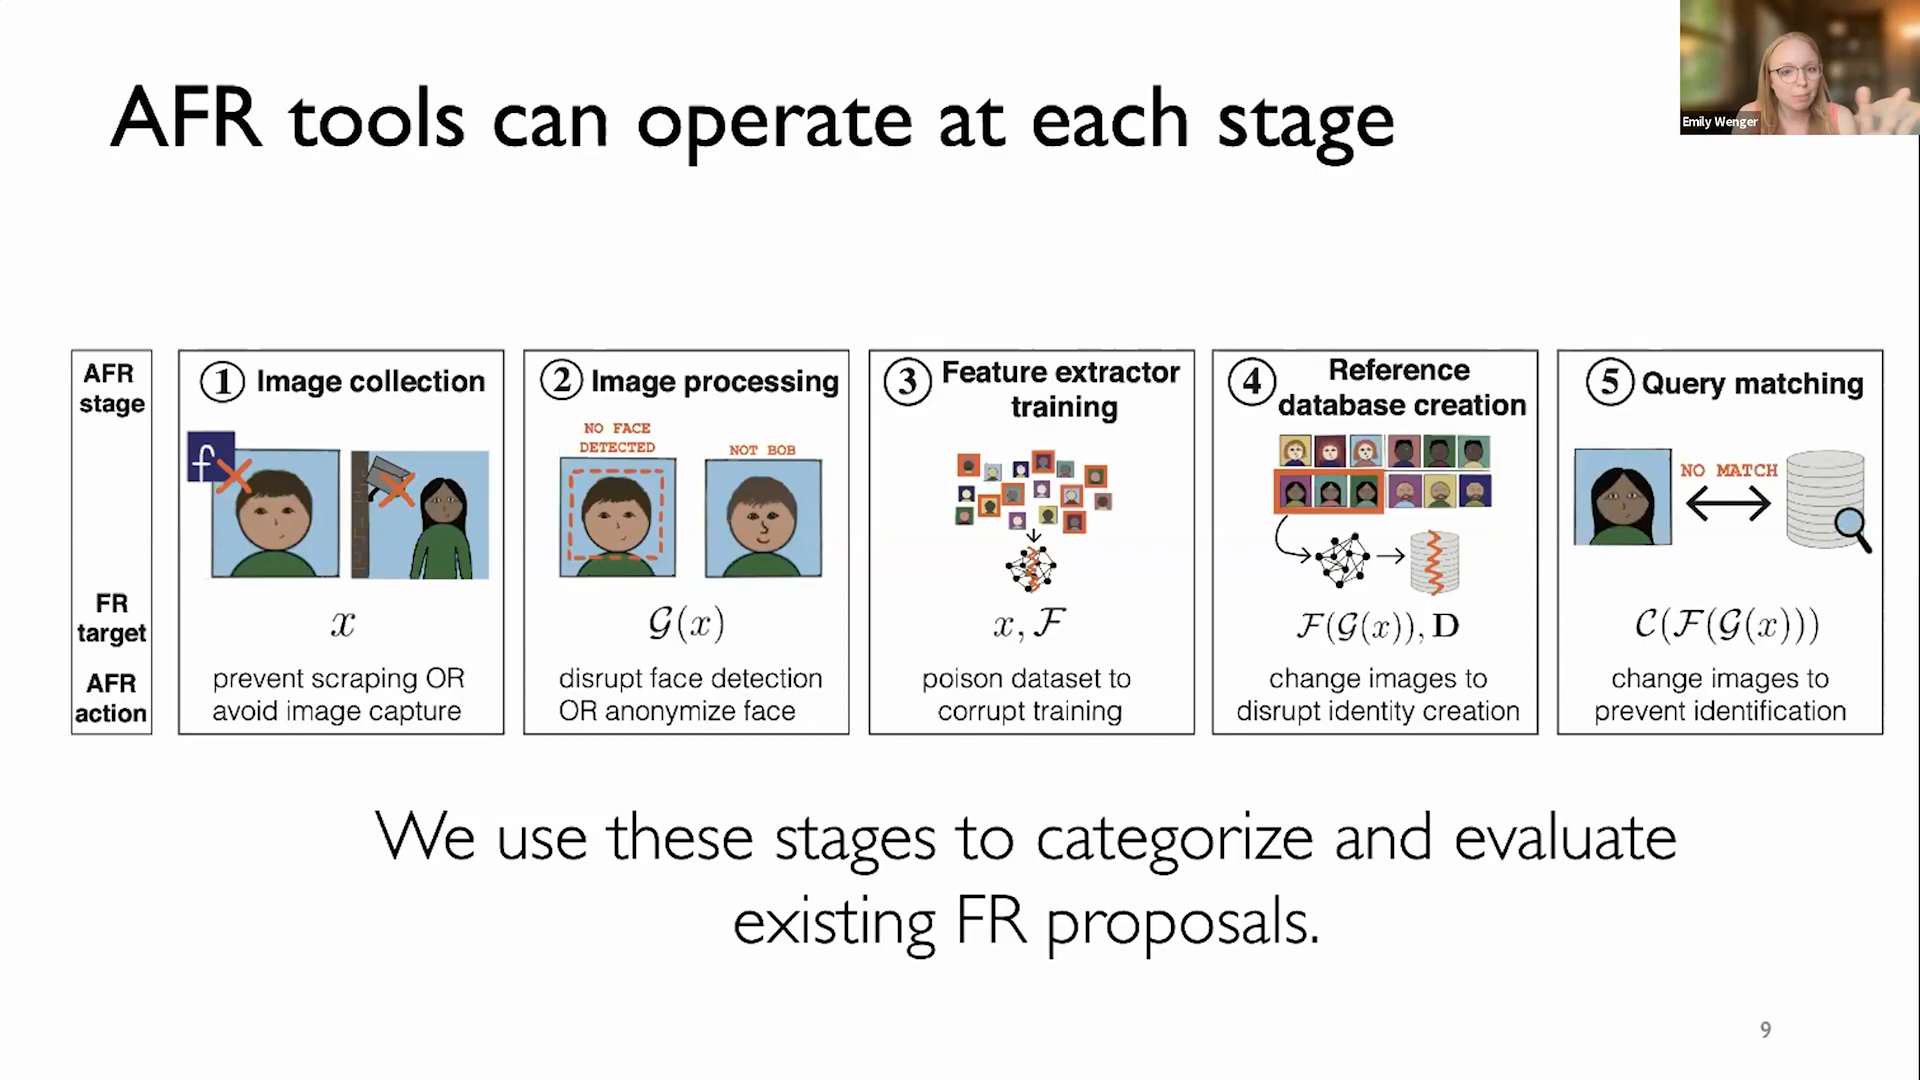 AFR tools can operate at each stage
Emily Wenger
AFR
stage
FR
target
AFR
action
1 Image collection
f
x
prevent scraping OR
avoid image capture
2 Image processing
NO FACE
DETECTED
NOT BOB
𝒢(x)
disrupt face detection
OR anonymize face
3 Feature extractor
training
x, ℱ
poison dataset to
corrupt training
4 Reference
database creation
ℱ(𝒢(x)), D
change images to
disrupt identity creation
5 Query matching
NO MATCH
𝒞(ℱ(𝒢(x)))
change images to
prevent identification
We use these stages to categorize and evaluate
existing FR proposals.
9